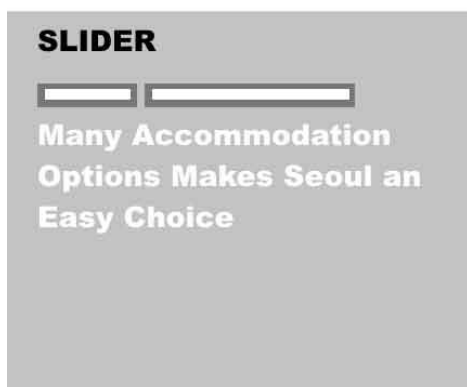 SLIDER
Many Accommodation
Options Makes Seoul an
Easy Choice